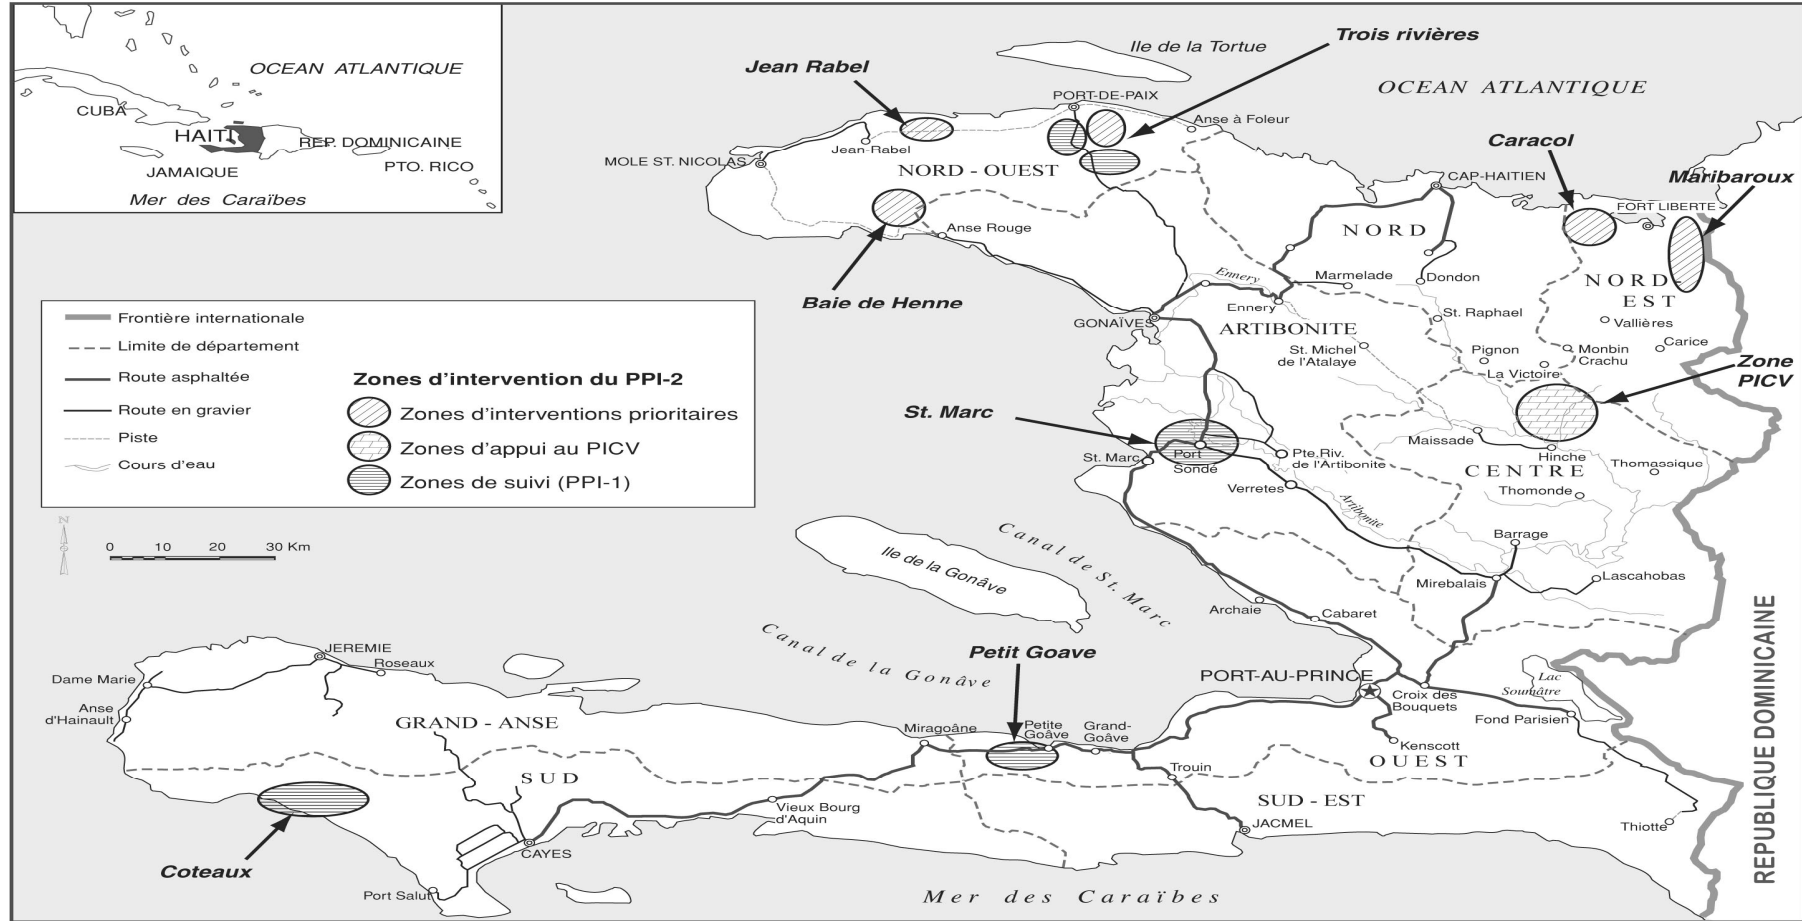 OCEAN ATLANTIQUE
CUBA
HAITI
REP. DOMINICAINE
JAMAIQUE
PTO. RICO
Mer des Caraïbes
Frontière internationale
Limite de département
Route asphaltée
Route en gravier
Piste
Cours d'eau
Zones d'intervention du PPI-2
Zones d'interventions prioritaires
Zones d'appui au PICV
Zones de suivi (PPI-1)
N
0 10 20 30 Km
Ile de la Tortue
Trois rivières
Jean Rabel
OCEAN ATLANTIQUE
PORT-DE-PAIX
Anse à Foleur
Jean-Rabel
MOLE ST. NICOLAS
NORD - OUEST
Caracol
CAP-HAITIEN
Maribaroux
FORT LIBERTE
Anse Rouge
NORD
Baie de Henne
Ennery
Marmelade
Dondon
NORD
EST
Ennery
GONAÏVES
ARTIBONITE
St. Raphael
Vallières
St. Michel
de l'Atalaye
Pignon
Monbin
Crachu
Carice
La Victoire
Zone
PICV
St. Marc
Maissade
Hinche
St. Marc
Port
Sondé
Pte.Riv.
de l'Artibonite
CENTRE
Thomassique
Verretes
Thomonde
Artibonite
Barrage
Canal de St. Marc
Ile de la Gonâve
Mirebalais
Lascahobas
Archaie
Cabaret
REPUBLIQUE DOMINICAINE
Canal de la Gonâve
Petit Goave
JEREMIE
Roseaux
Dame Marie
Anse
d'Hainault
GRAND - ANSE
PORT-AU-PRINCE
Croix des
Bouquets
Lac
Soumâtre
Fond Parisien
Miragoâne
Petite
Goâve
Grand-
Goâve
Kenscott
OUEST
SUD
Trouin
Vieux Bourg
d'Aquin
SUD - EST
JACMEL
Thiotte
CAYES
Coteaux
Port Salut
Mer des Caraïbes